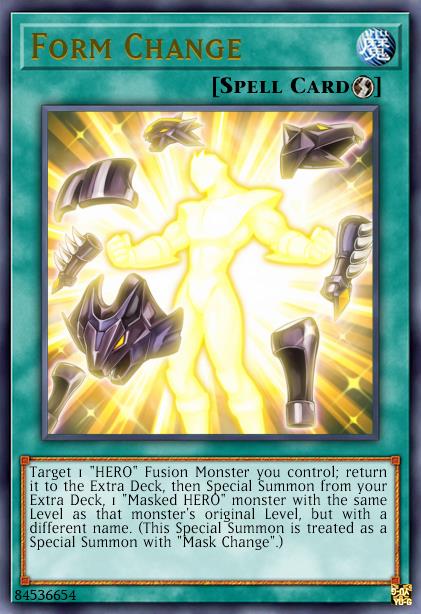 Form Change
魔
[Spell Card]
Target 1 "HERO" Fusion Monster you control; return
it to the Extra Deck, then Special Summon from your
Extra Deck, 1 "Masked HERO" monster with the same
Level as that monster's original Level, but with a
different name. (This Special Summon is treated as a
Special Summon with "Mask Change".)
84536654